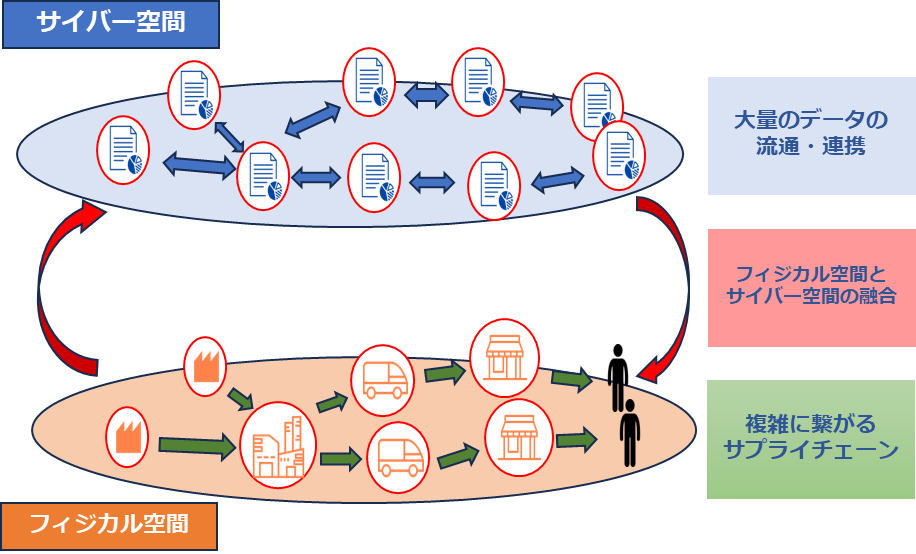 サイバー空間
大量のデータの
流通・連携
フィジカル空間と
サイバー空間の融合
複雑に繋がる
サプライチェーン
フィジカル空間